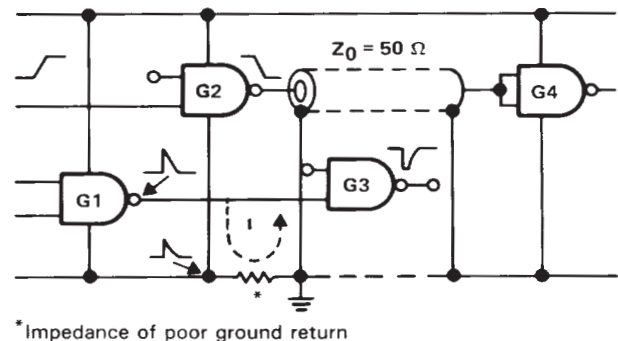 Z0 = 50 Ω
G2
G4
G3
G1
I
*
*Impedance of poor ground return